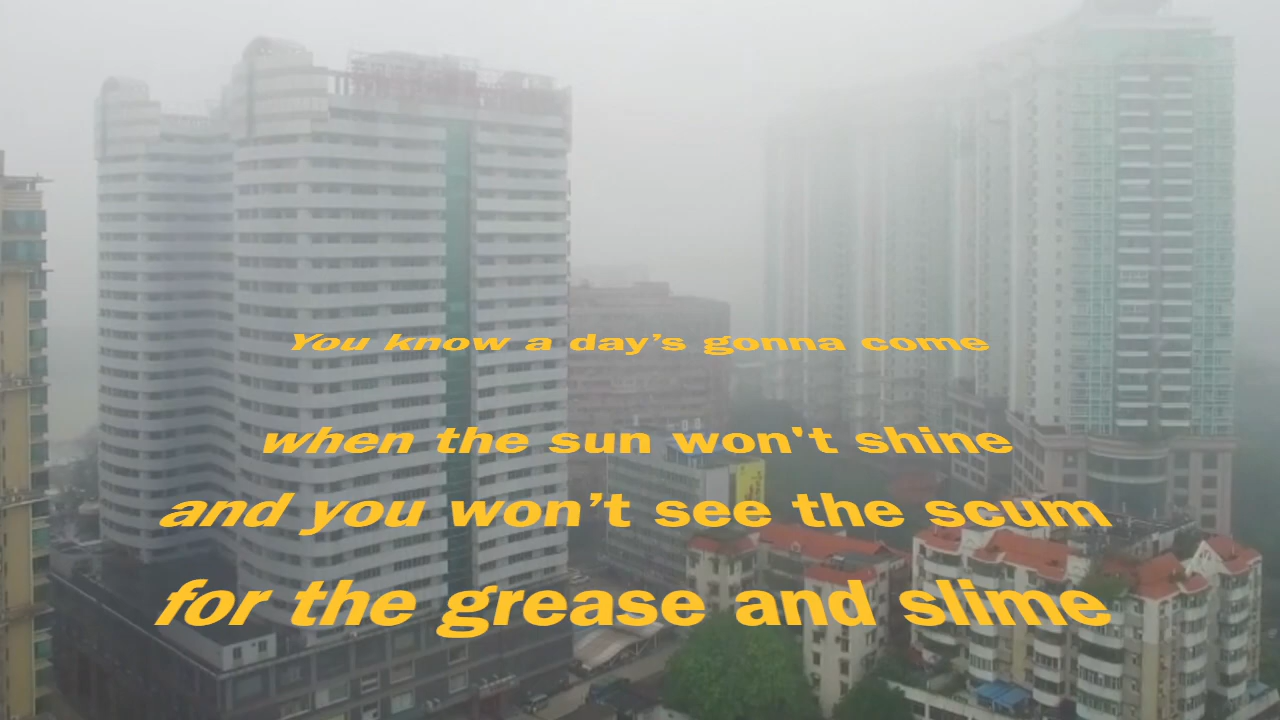 You know a day’s gonna come
when the sun won't shine
and you won’t see the scum
for the grease and slime